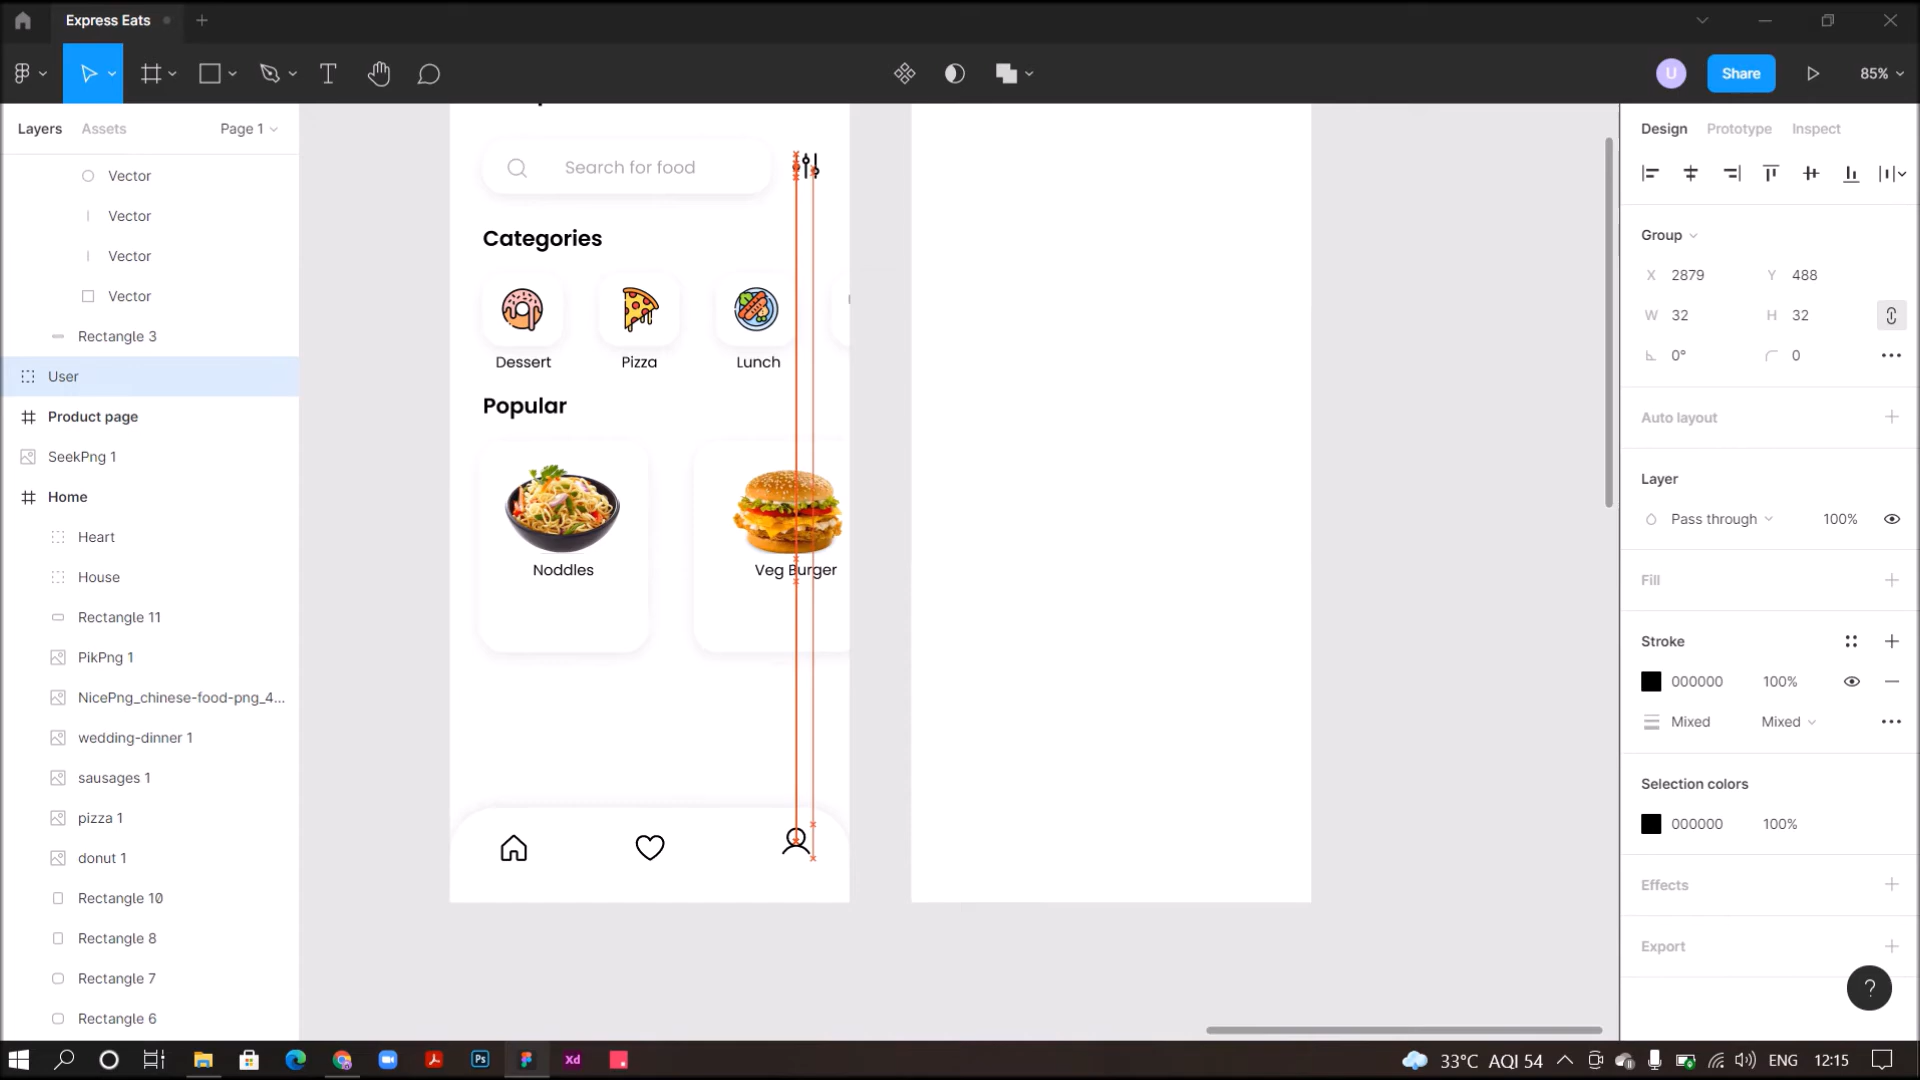 Express Eats
U
Share
85%
Layers
Assets
Page 1
Design
Prototype
Inspect
Vector
Vector
Vector
Vector
Rectangle 3
User
Product page
SeekPng 1
Home
Heart
House
Rectangle 11
PikPng 1
NicePng_chinese-food-png_4...
wedding-dinner 1
sausages 1
pizza 1
donut 1
Rectangle 10
Rectangle 8
Rectangle 7
Rectangle 6
Search for food
Categories
Dessert
Pizza
Lunch
Popular
Noddles
Veg Burger
Group
X 2879
Y 488
W 32
H 32
0°
0
Auto layout
Layer
Pass through
100%
Fill
Stroke
000000
100%
Mixed
Mixed
Selection colors
000000
100%
Effects
Export
?
Ps
Xd
33°C AQI 54
ENG
12:15